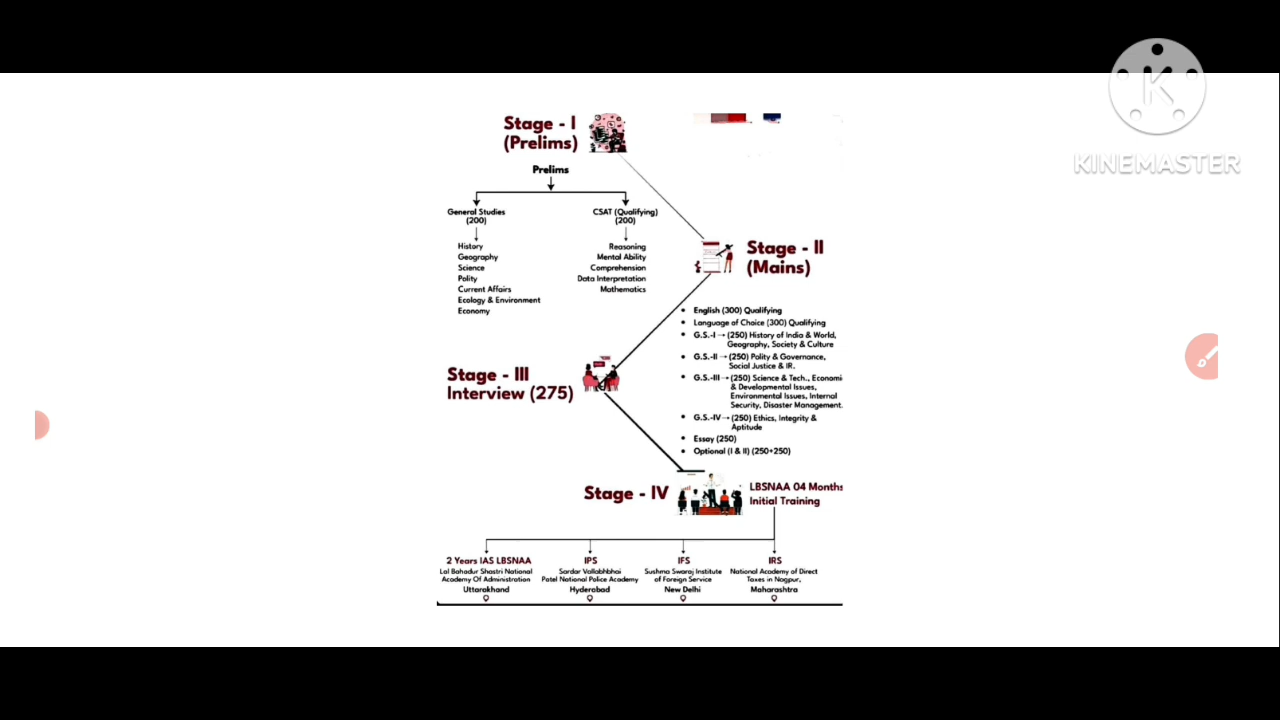 Stage - I
(Prelims)
Prelims
General Studies
(200)
History
Geography
Science
Polity
Current Affairs
Ecology & Environment
Economy
CSAT (Qualifying)
(200)
Reasoning
Mental Ability
Comprehension
Data Interpretation
Mathematics
Stage - II
(Mains)
• English (300) Qualifying
• Language of Choice (300) Qualifying
• G.S.-I → (250) History of India & World,
Geography, Society & Culture
• G.S.-II → (250) Polity & Governance,
Social Justice & IR.
• G.S.-III → (250) Science & Tech., Economi
& Developmental Issues,
Environmental Issues, Internal
Security, Disaster Management.
• G.S.-IV → (250) Ethics, Integrity &
Aptitude
• Essay (250)
• Optional (I & II) (250+250)
Stage - III
Interview (275)
Stage - IV
LBSNAA 04 Months
Initial Training
2 Years IAS LBSNAA
Lal Bahadur Shastri National
Academy Of Administration
Uttarakhand
IPS
Sardar Vallabhbhai
Patel National Police Academy
Hyderabad
IFS
Sushma Swaraj Institute
of Foreign Service
New Delhi
IRS
National Academy of Direct
Taxes in Nagpur,
Maharashtra
K
KINEMASTER